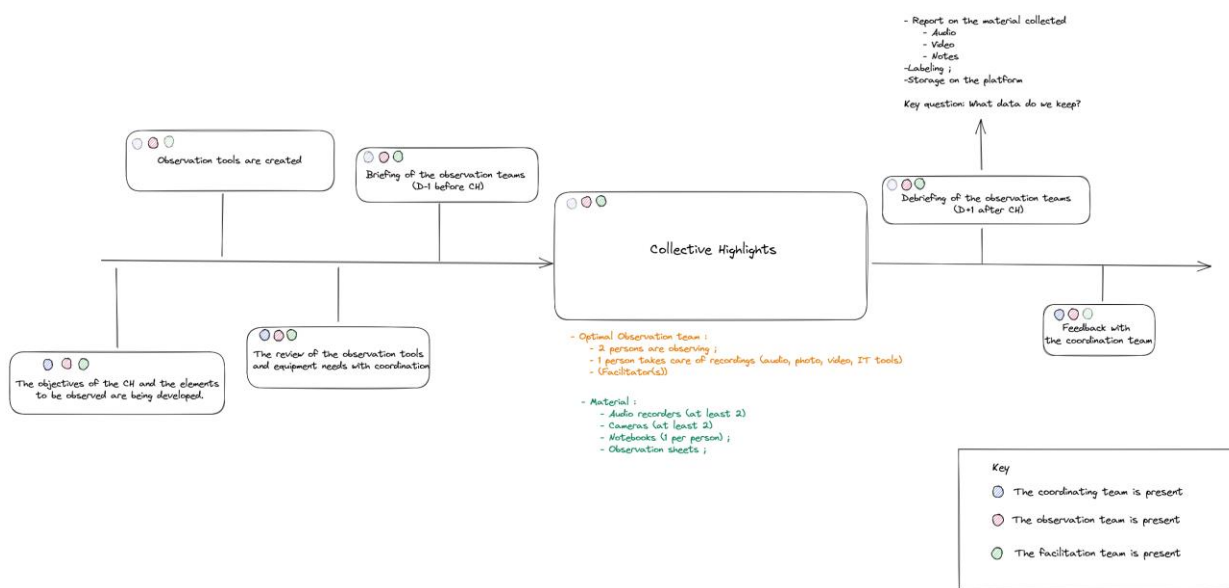 - Report on the material collected
- Audio
- Video
- Notes
-Labeling ;
-Storage on the platform
Key question: What data do we keep?
Observation tools are created
Briefing of the observation teams
(D-1 before CH)
Debriefing of the observation teams
(D+1 after CH)
Collective Highlights
The objectives of the CH and the elements
to be observed are being developed.
The review of the observation tools
and equipment needs with coordination
Feedback with
the coordination team
- Optimal Observation team :
- 2 persons are observing ;
- 1 person takes care of recordings (audio, photo, video, IT tools)
- (Facilitator(s))
- Material :
- Audio recorders (at least 2)
- Cameras (at least 2)
- Notebooks (1 per person) ;
- Observation sheets ;
Key
The coordinating team is present
The observation team is present
The facilitation team is present